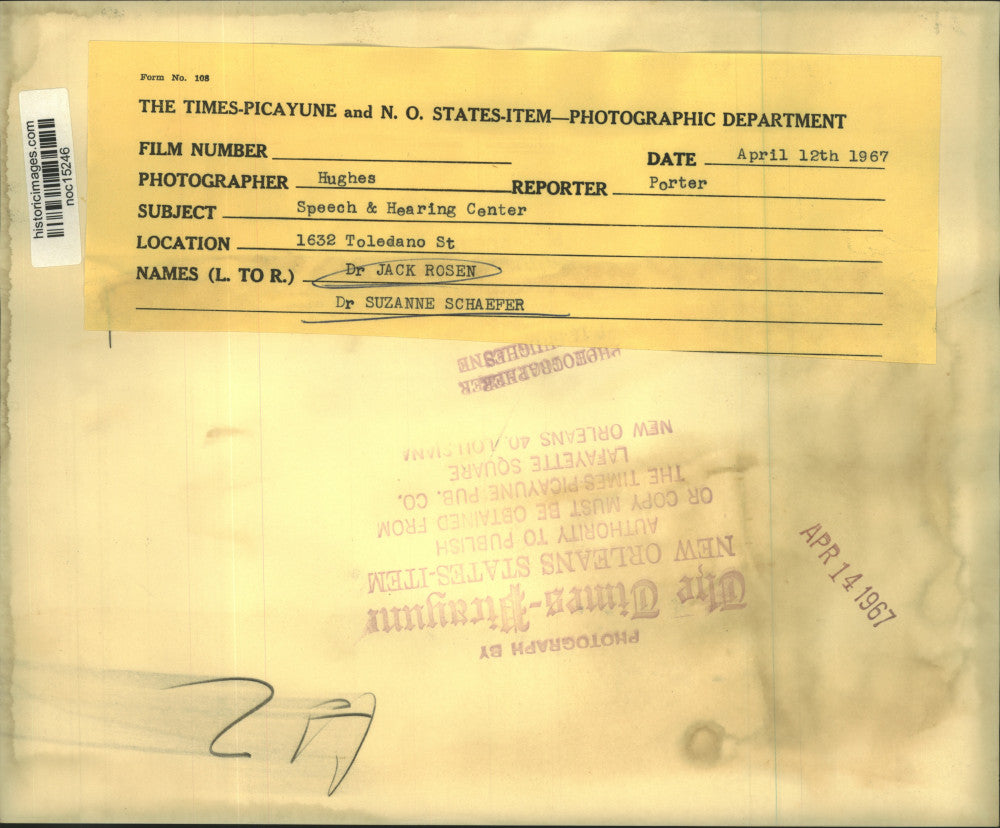 Form No. 108
THE TIMES-PICAYUNE and N. O. STATES-ITEM—PHOTOGRAPHIC DEPARTMENT
FILM NUMBER
DATE April 12th 1967
PHOTOGRAPHER Hughes REPORTER Porter
SUBJECT Speech & Hearing Center
LOCATION 1632 Toledano St
NAMES (L. TO R.) Dr JACK ROSEN
Dr SUZANNE SCHAEFER
historicimages.com
noc15246
PHOTOGRAPHER
HUGHES
PHOTOGRAPH BY
The Times-Picayune
NEW ORLEANS STATES-ITEM
AUTHORITY TO PUBLISH
OR COPY MUST BE OBTAINED FROM
THE TIMES-PICAYUNE PUB. CO.
LAFAYETTE SQUARE
NEW ORLEANS 40, LOUISIANA
APR 14 1967